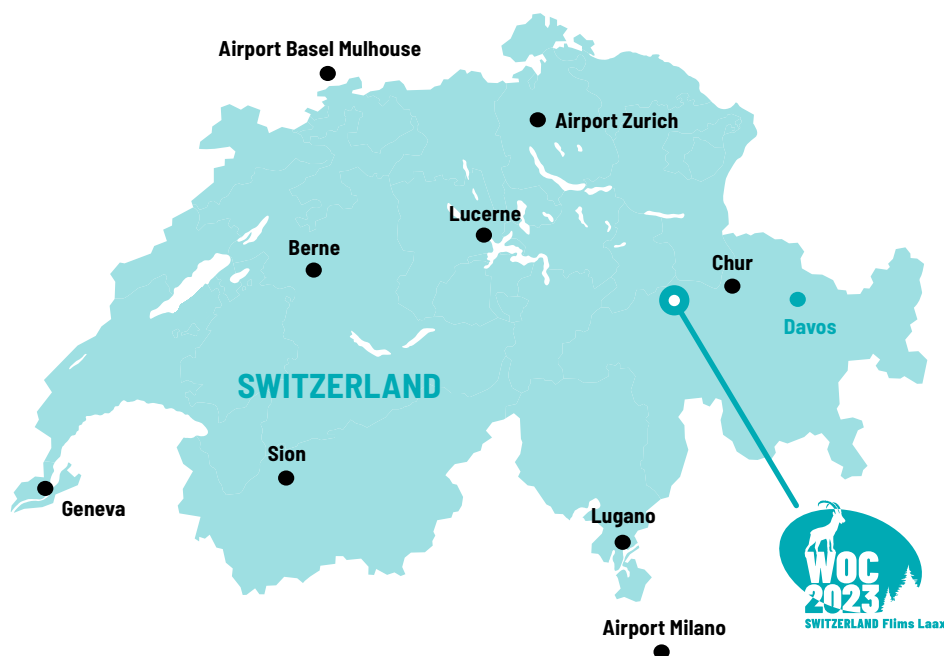 Airport Basel Mulhouse
Airport Zurich
Lucerne
Berne
Chur
Davos
SWITZERLAND
Sion
Geneva
Lugano
WOC
2023
SWITZERLAND Flims Laax
Airport Milano